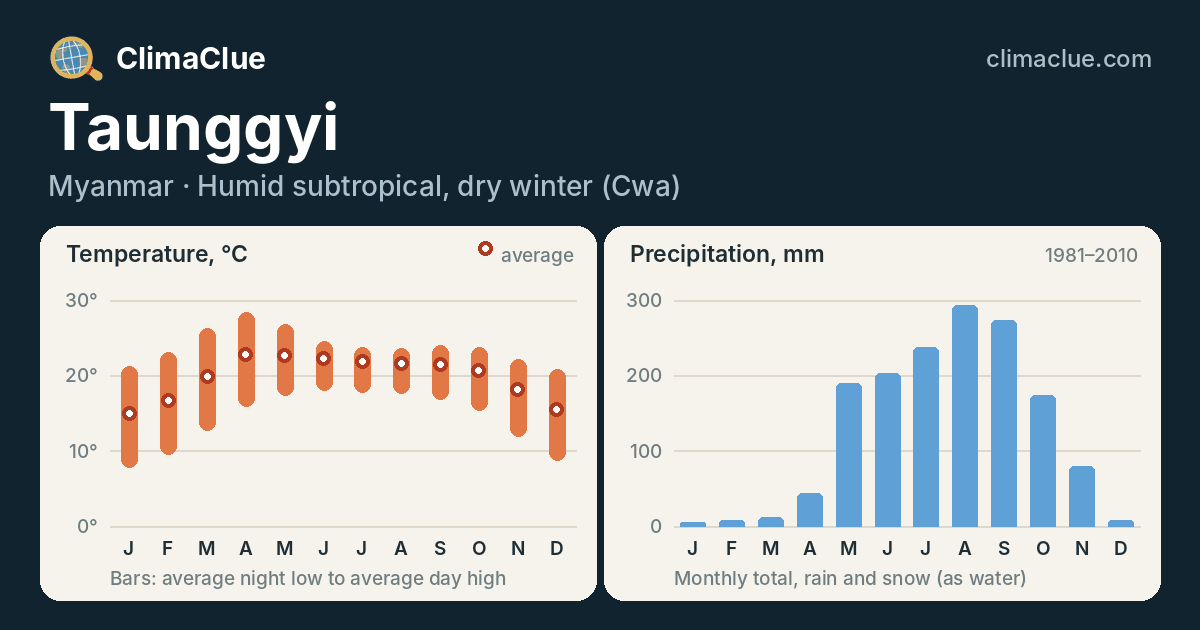 ClimaClue
climaclue.com
Taunggyi
Myanmar · Humid subtropical, dry winter (Cwa)
Temperature, °C
average
30°
20°
10°
0°
J F M A M J J A S O N D
Bars: average night low to average day high
Precipitation, mm
1981–2010
300
200
100
0
J F M A M J J A S O N D
Monthly total, rain and snow (as water)